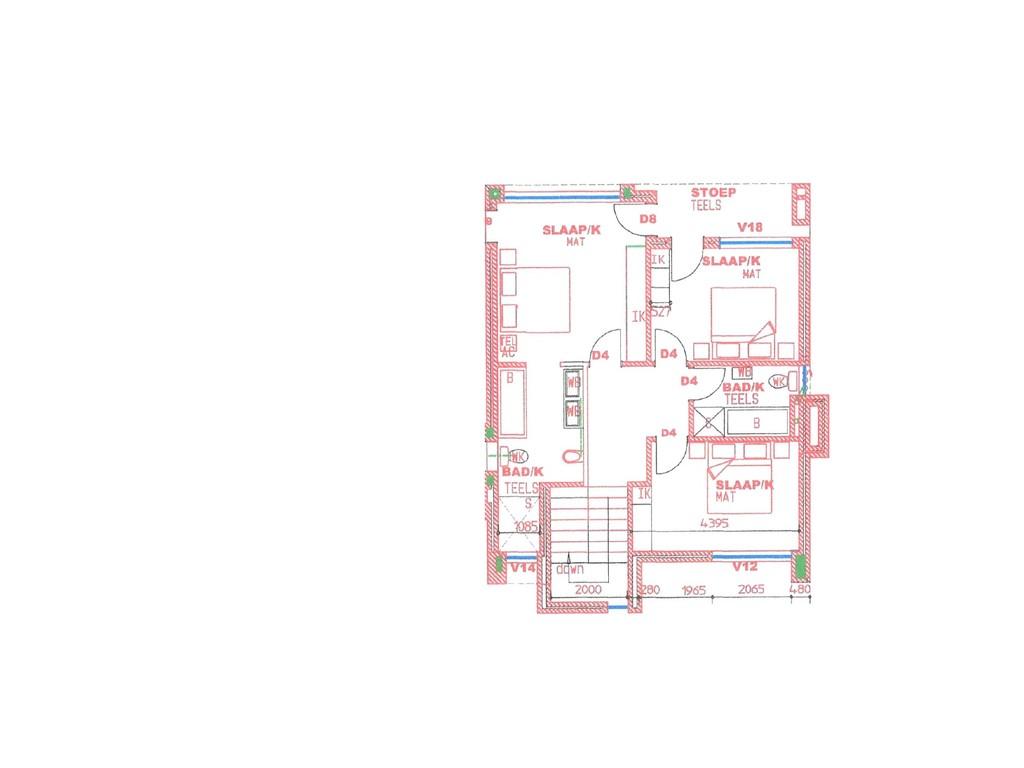 STOEP
TEELS
B
D8
SLAAP/K
MAT
V18
SLAAP/K
MAT
IK
527
IK
TEL
AC
D4
D4
D4
B
WB
WB
WB
WK
BAD/K
TEELS
S
B
D4
WK
BAD/K
TEELS
S
IK
SLAAP/K
MAT
1085
4395
V14
down
V12
2000
280
1965
2065
480